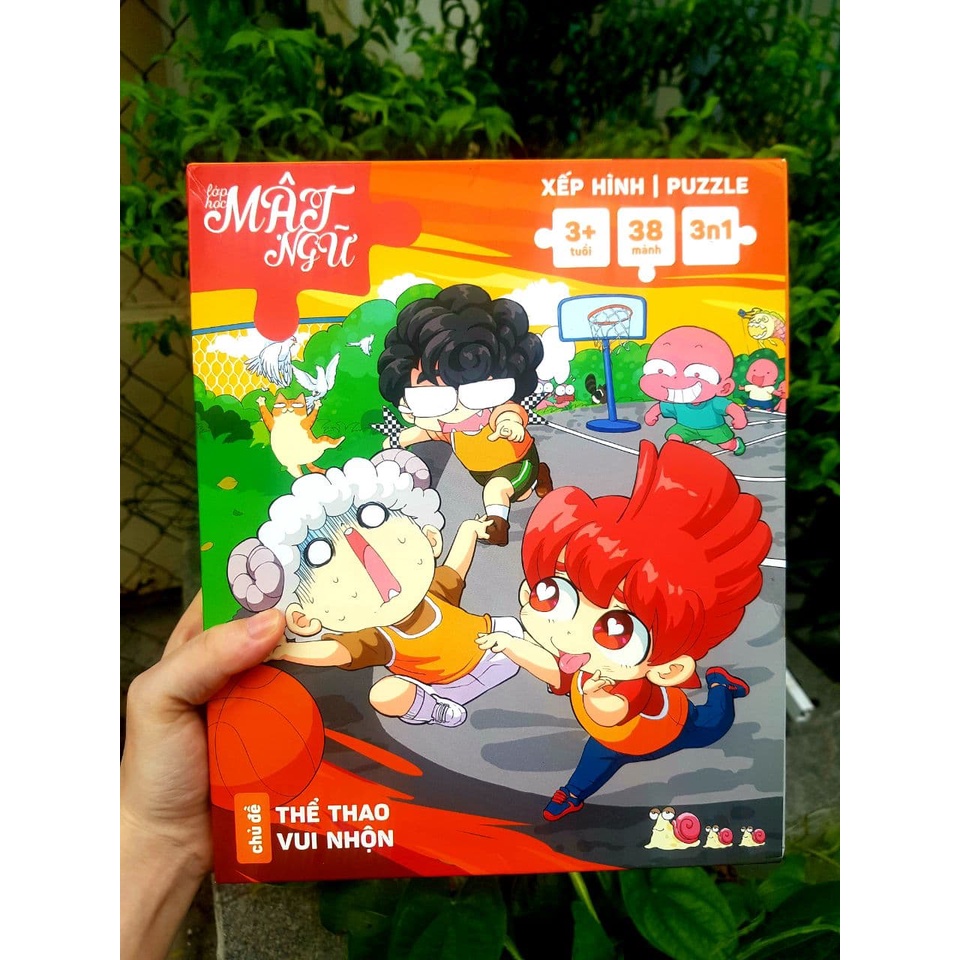 lớp học
MẬT
NGỮ
XẾP HÌNH | PUZZLE
3+
tuổi
38
mảnh
3n1
chủ đề
THỂ THAO
VUI NHỘN